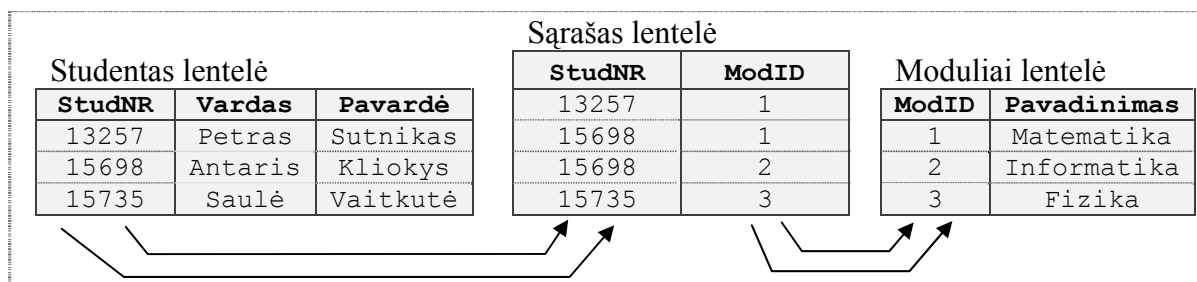 Studentas lentelė
StudNR Vardas Pavardė
13257 Petras Sutnikas
15698 Antaris Kliokys
15735 Saulė Vaitkutė
Sąrašas lentelė
StudNR ModID
13257 1
15698 1
15698 2
15735 3
Moduliai lentelė
ModID Pavadinimas
1 Matematika
2 Informatika
3 Fizika